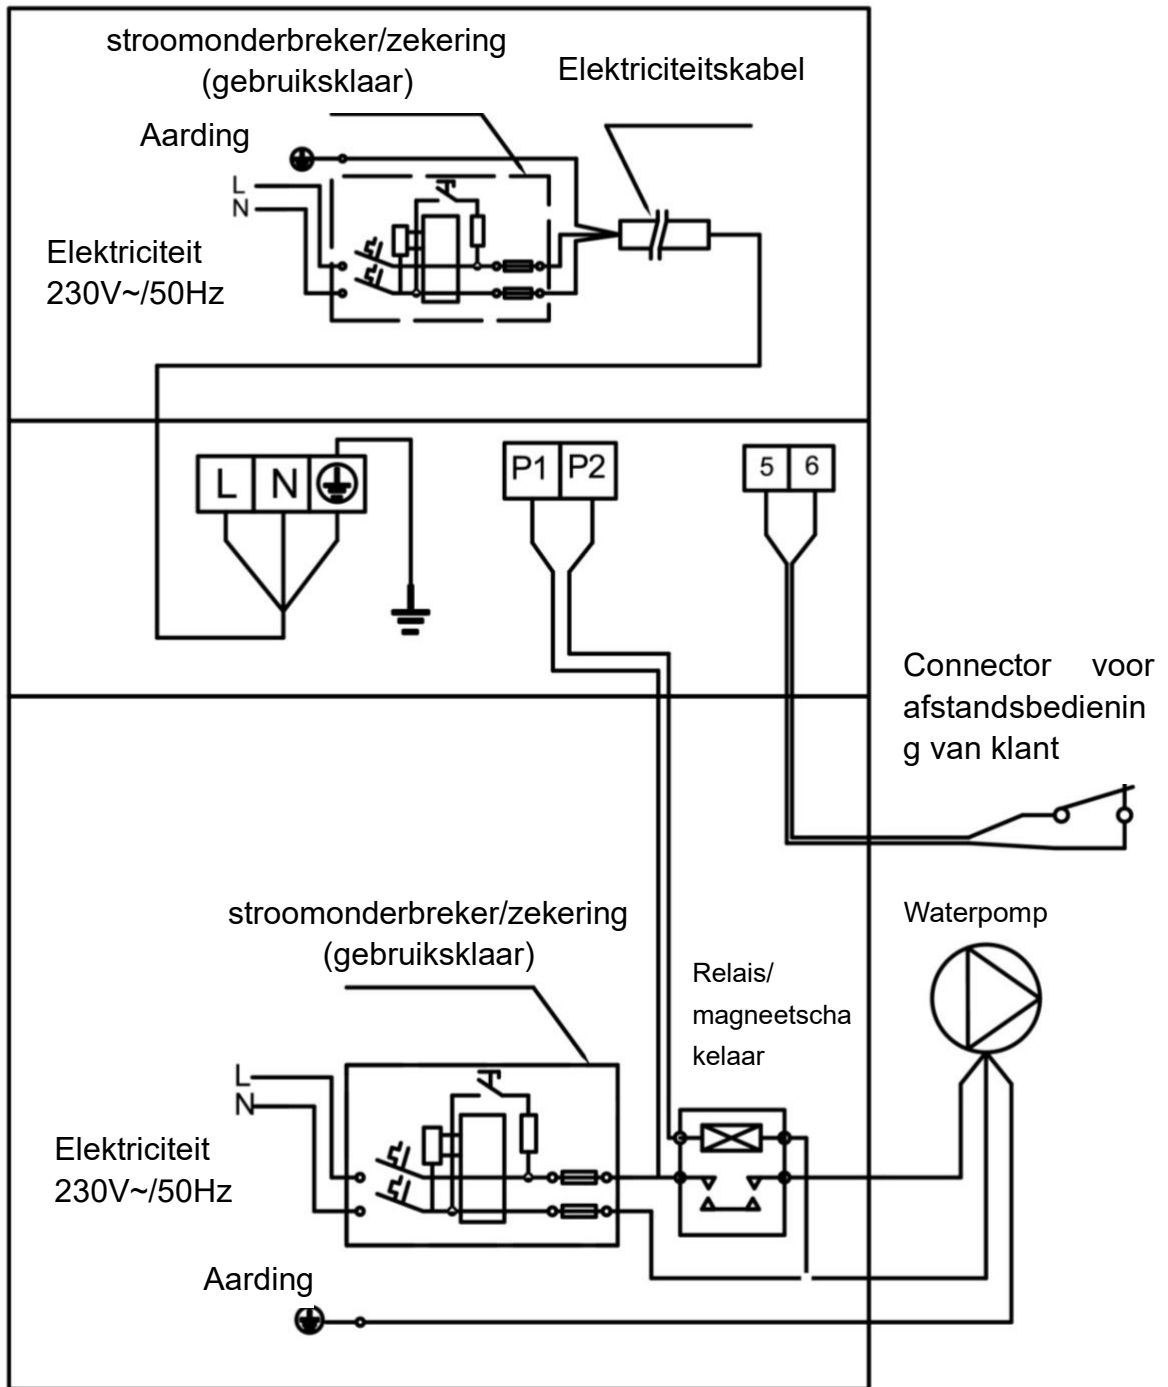 stroomonderbreker/zekering
(gebruiksklaar)
Elektriciteitskabel
Aarding
L
N
Elektriciteit
230V~/50Hz
L N
P1 P2
5 6
Connector voor
afstandsbedienin
g van klant
stroomonderbreker/zekering
(gebruiksklaar)
Waterpomp
Relais/
magneetscha
kelaar
L
N
Elektriciteit
230V~/50Hz
Aarding